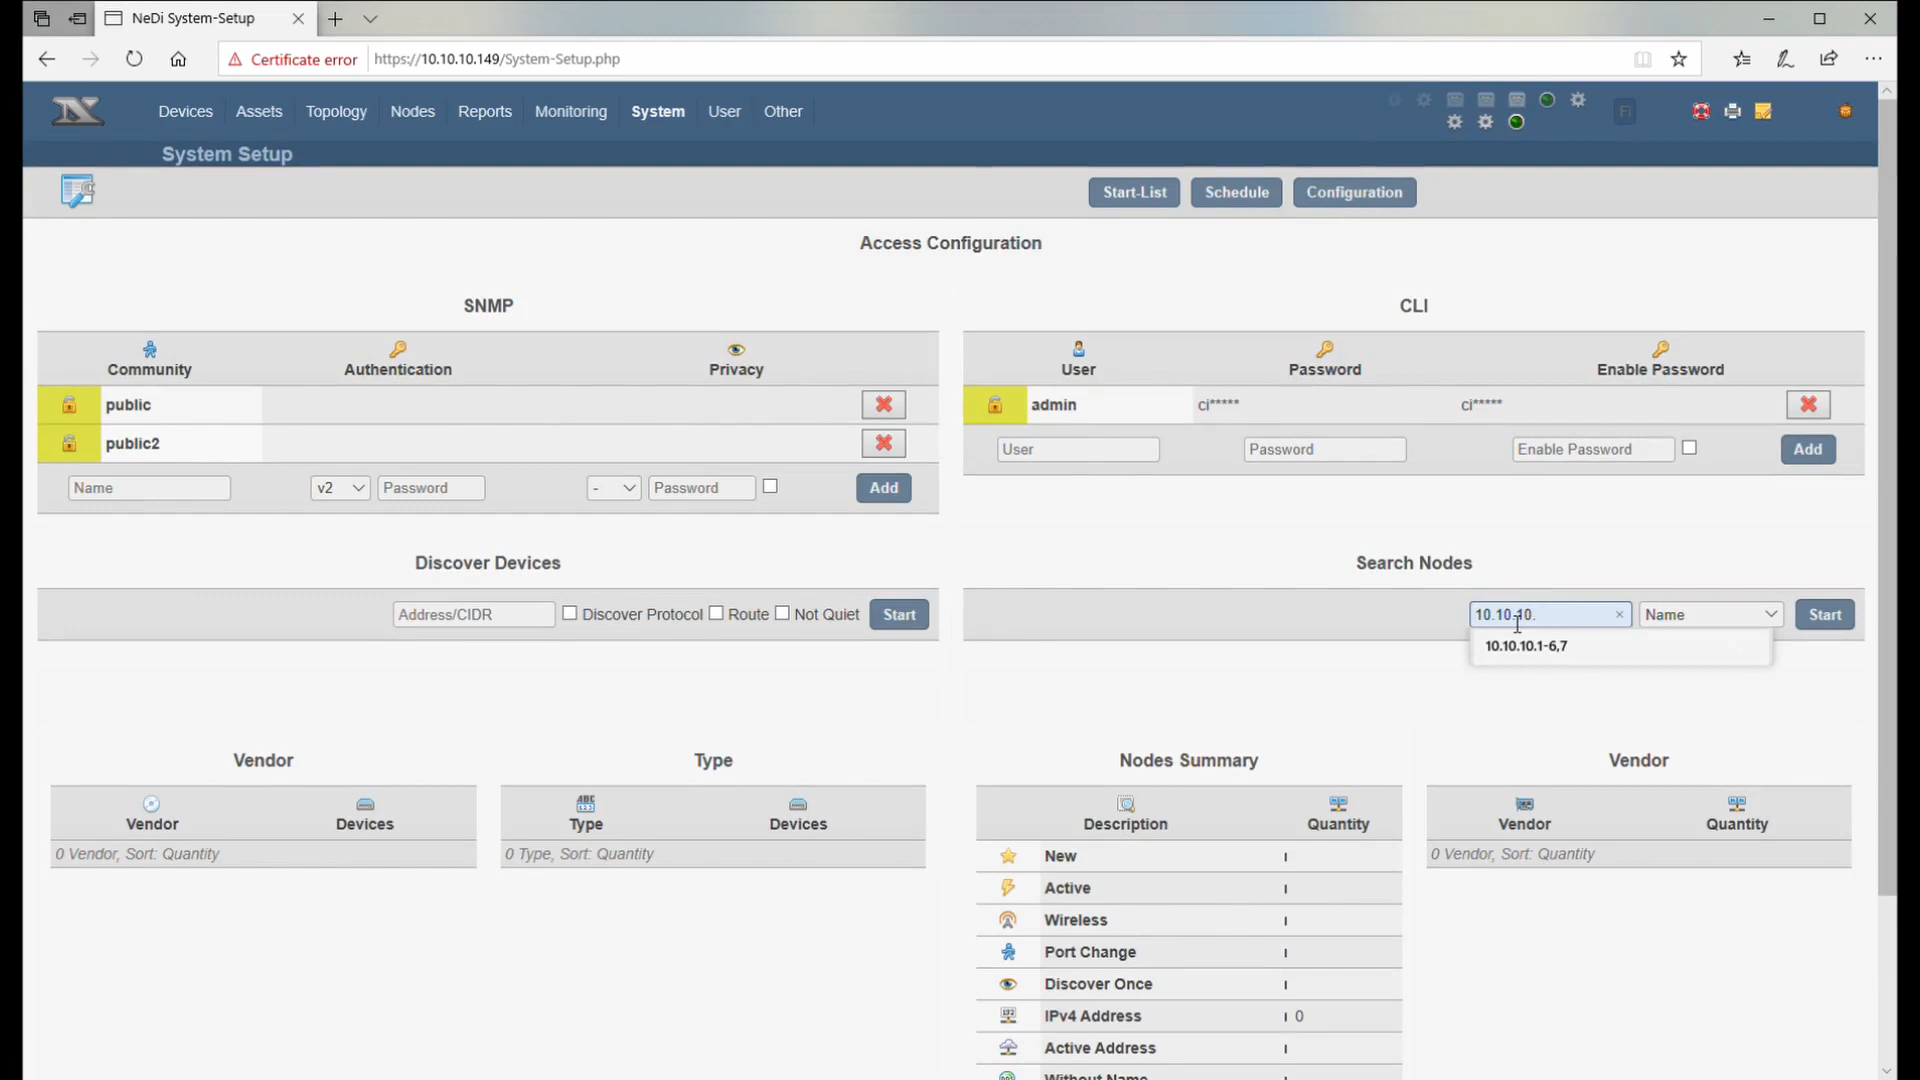 NeDi System-Setup
Certificate error https://10.10.10.149/System-Setup.php
Devices Assets Topology Nodes Reports Monitoring System User Other
System Setup
Start-List Schedule Configuration
Access Configuration
SNMP
Community Authentication Privacy
public
public2
Name v2 Password - Password Add
CLI
User Password Enable Password
admin ci***** ci*****
User Password Enable Password Add
Discover Devices
Address/CIDR Discover Protocol Route Not Quiet Start
Search Nodes
10.10.10. Name Start
10.10.10.1-6,7
Vendor
Vendor Devices
0 Vendor, Sort: Quantity
Type
ABC
123
Type Devices
0 Type, Sort: Quantity
Nodes Summary
Description Quantity
New
Active
Wireless
Port Change
Discover Once
IPv4 Address 0
Active Address
Without Name
Vendor
Vendor Quantity
0 Vendor, Sort: Quantity